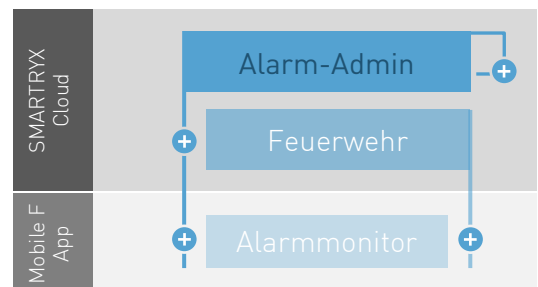 SMARTRYX
Cloud
Alarm-Admin
Feuerwehr
Mobile F
App
Alarmmonitor